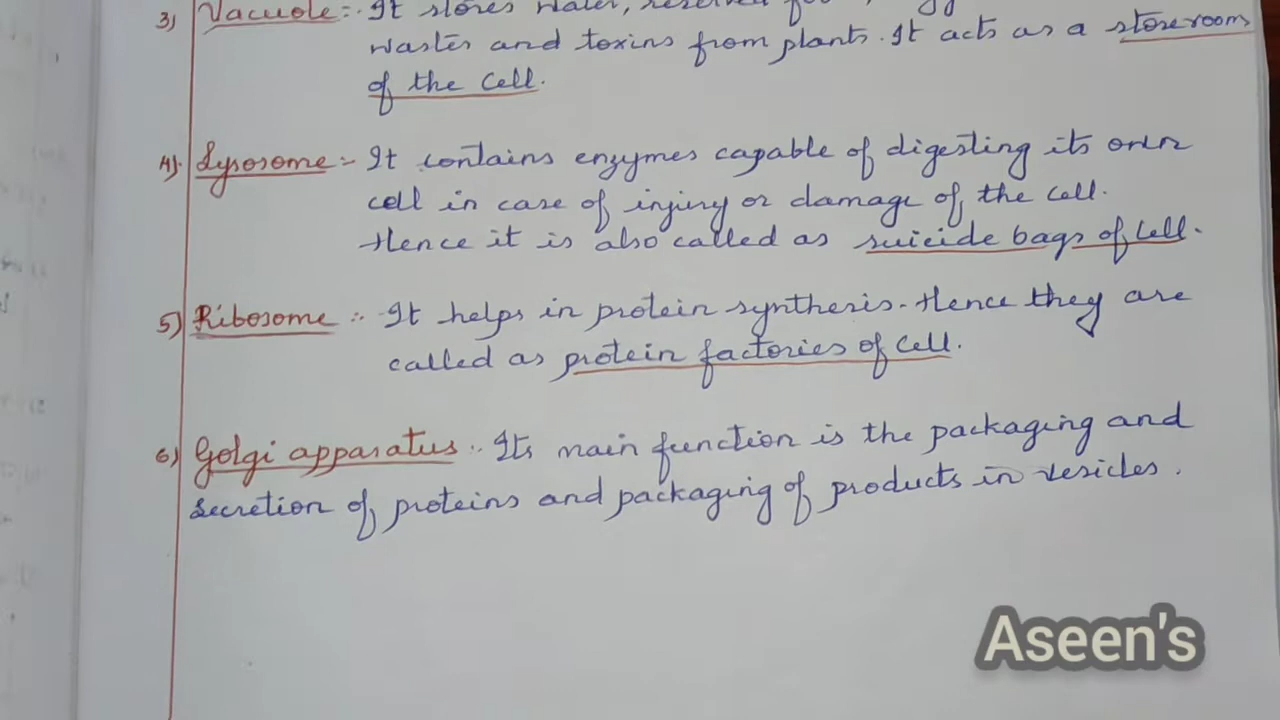 3) Vacuole:- It stores water,
wastes and toxins from plants. It acts as a storeroom
of the cell.
4). Lysosome:- It contains enzymes capable of digesting its own
cell in case of injury or damage of the cell.
Hence it is also called as suicide bags of cell.
5) Ribosome :- It helps in protein synthesis. Hence they are
called as protein factories of cell.
6) Golgi apparatus :- Its main function is the packaging and
secretion of proteins and packaging of products in vesicles.
Aseen's